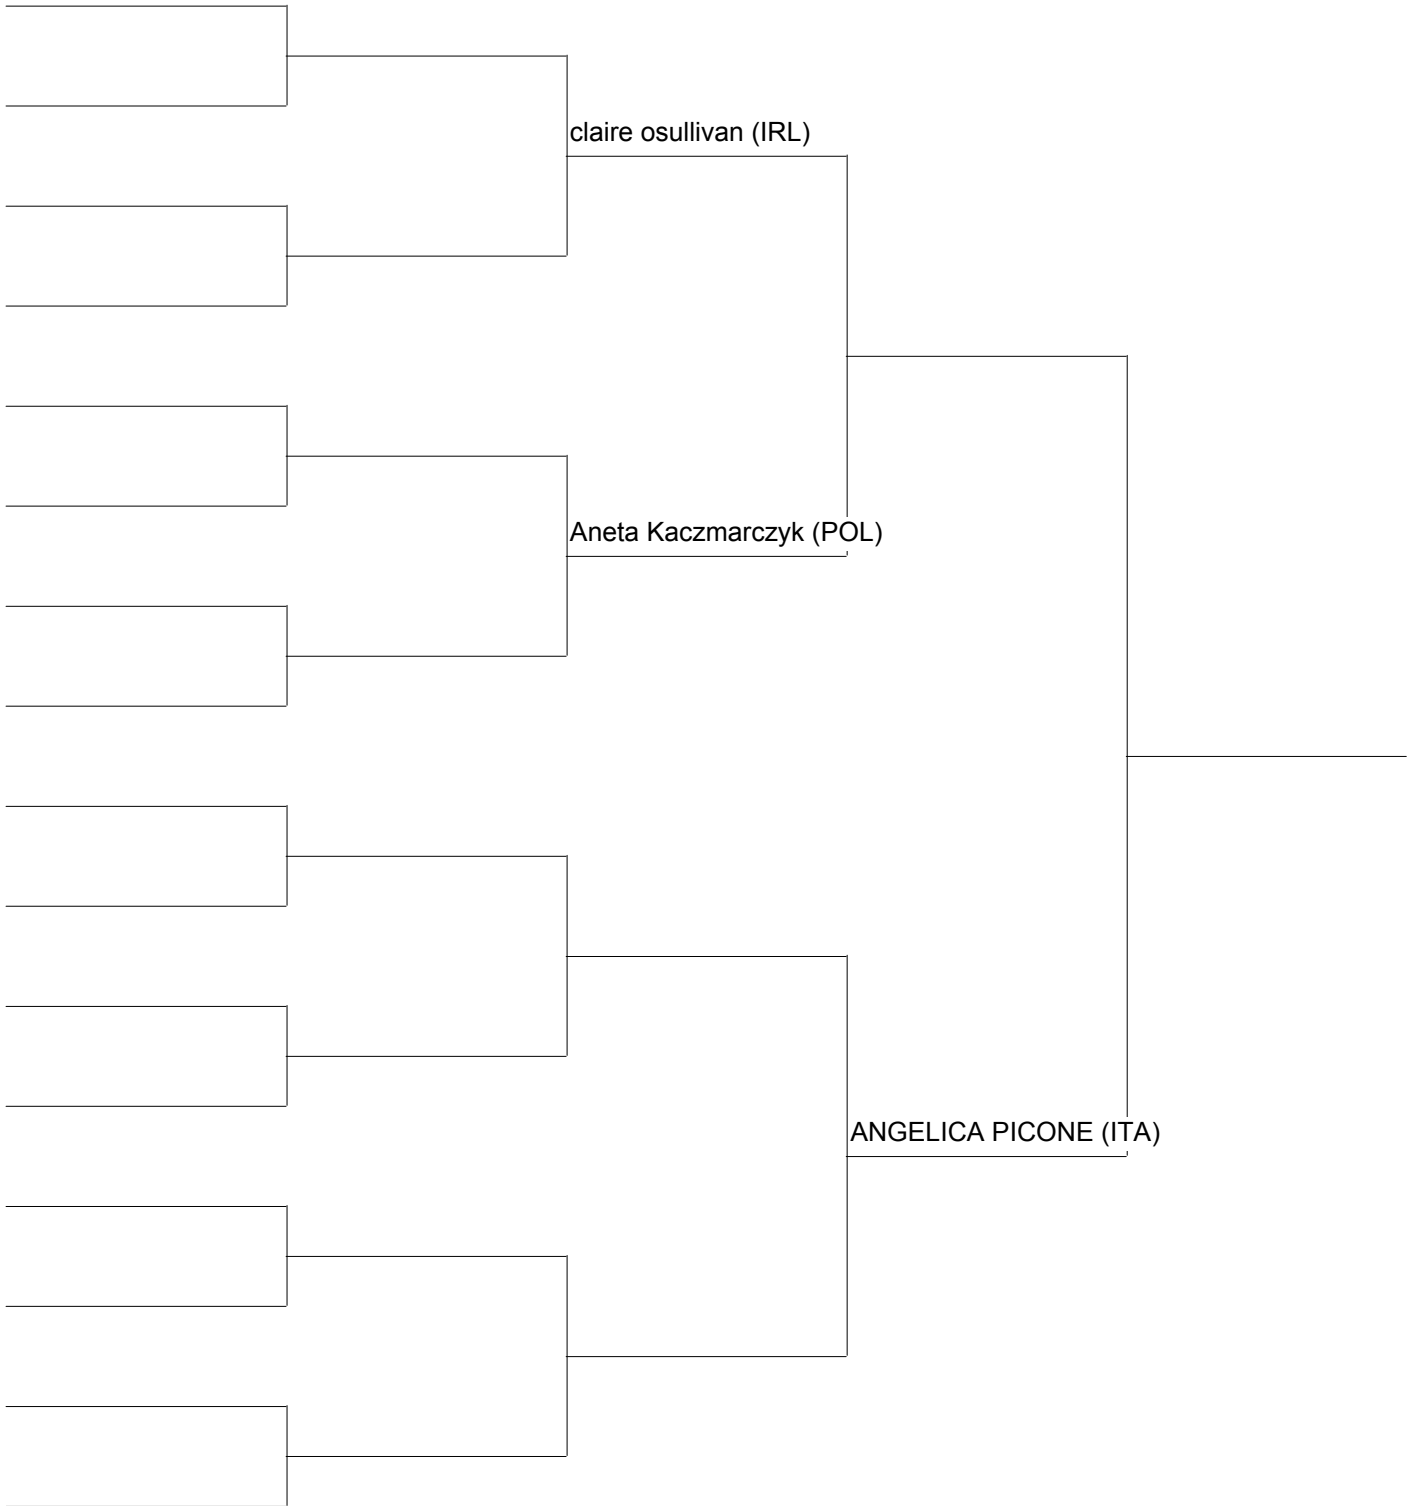 claire osullivan (IRL)
Aneta Kaczmarczyk (POL)
ANGELICA PICONE (ITA)